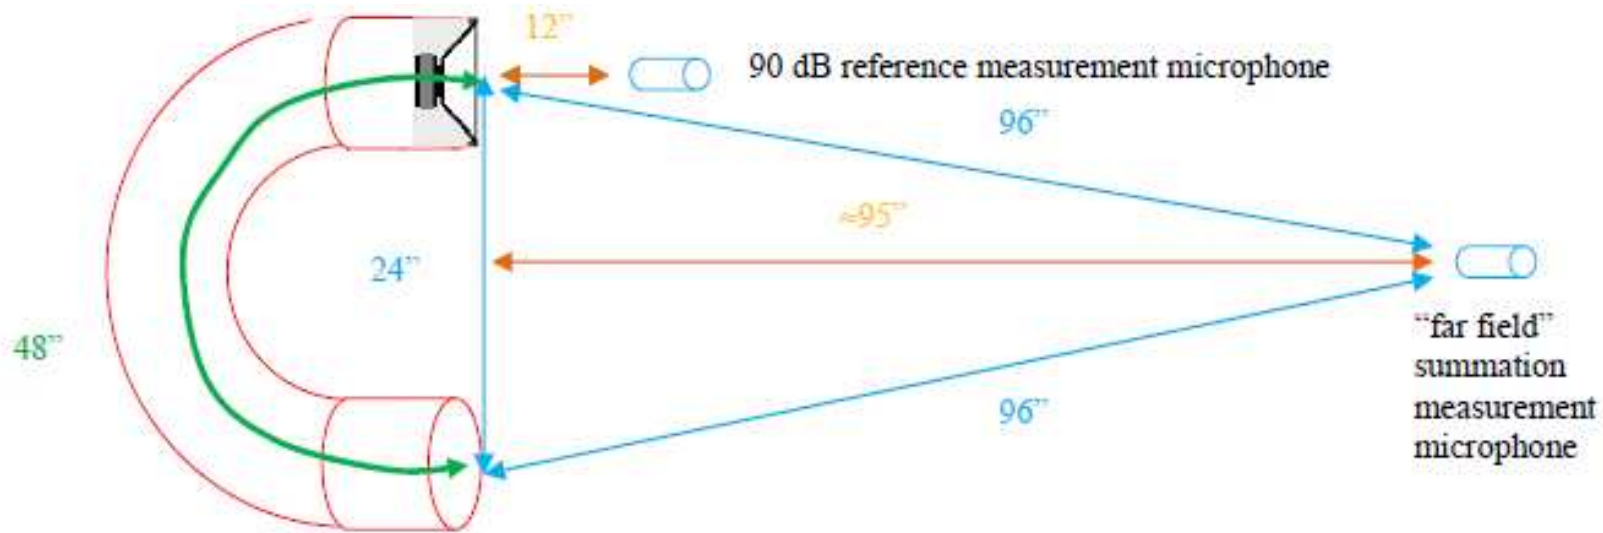 12”
90 dB reference measurement microphone
96”
≈95”
24”
48”
“far field”
summation
measurement
microphone
96”